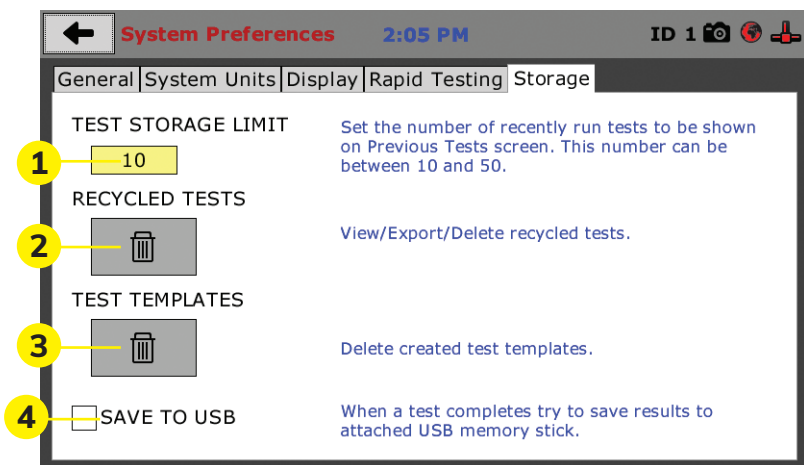 System Preferences 2:05 PM ID 1
General System Units Display Rapid Testing Storage
TEST STORAGE LIMIT
Set the number of recently run tests to be shown
on Previous Tests screen. This number can be
between 10 and 50.
1 10
RECYCLED TESTS
2
View/Export/Delete recycled tests.
TEST TEMPLATES
3
Delete created test templates.
4 SAVE TO USB
When a test completes try to save results to
attached USB memory stick.